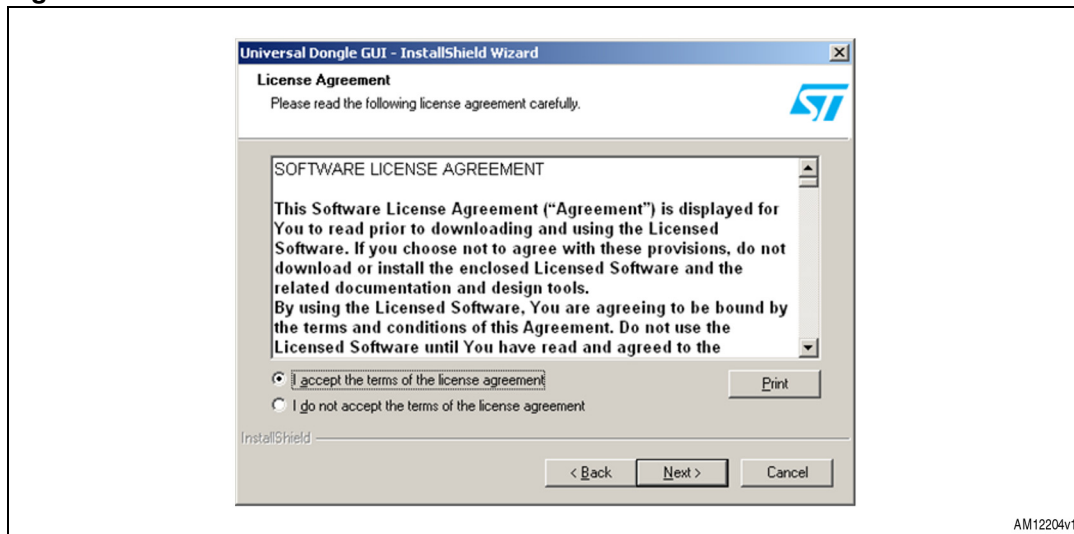 Universal Dongle GUI - InstallShield Wizard
License Agreement
Please read the following license agreement carefully.
ST
SOFTWARE LICENSE AGREEMENT
This Software License Agreement (“Agreement”) is displayed for
You to read prior to downloading and using the Licensed
Software. If you choose not to agree with these provisions, do not
download or install the enclosed Licensed Software and the
related documentation and design tools.
By using the Licensed Software, You are agreeing to be bound by
the terms and conditions of this Agreement. Do not use the
Licensed Software until You have read and agreed to the
I accept the terms of the license agreement
Print
I do not accept the terms of the license agreement
InstallShield
< Back Next > Cancel
AM12204v1